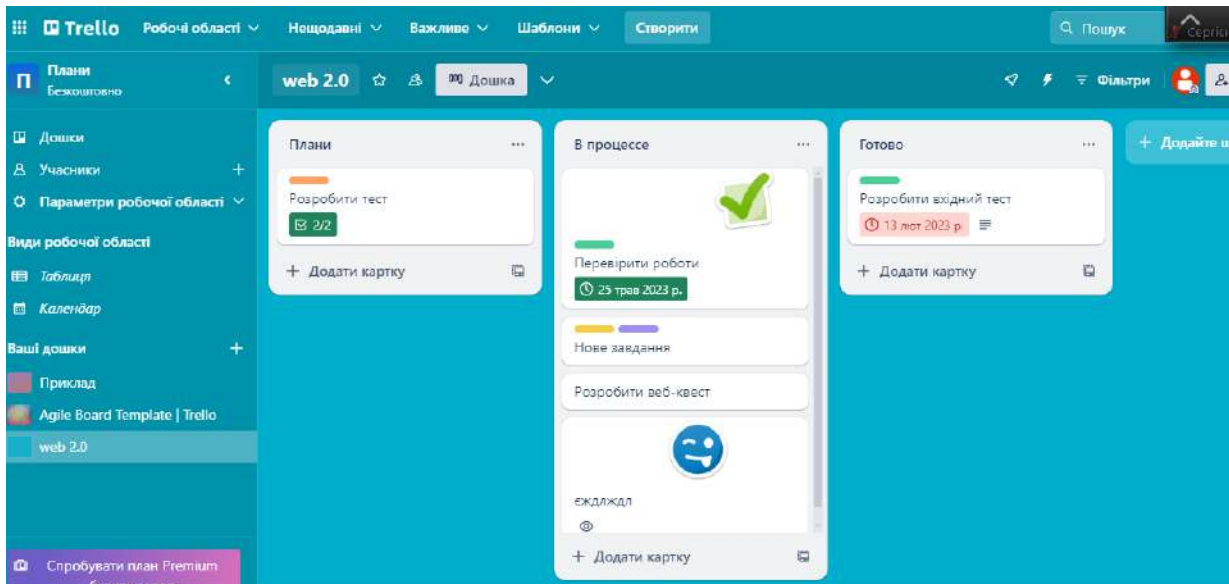 Trello Робочі області Нещодавні Важливе Шаблони Створити Пошук
П Плани
Безкоштовно
web 2.0 Дошка Фільтри
Дошки
Учасники +
Параметри робочої області
Види робочої області
Таблиця
Календар
Ваші дошки +
Приклад
Agile Board Template | Trello
web 2.0
Спробувати план Premium
Плани ...
Розробити тест
2/2
+ Додати картку
В процессе ...
Перевірити роботи
25 трав 2023 р.
Нове завдання
Розробити веб-квест
єждлждл
+ Додати картку
Готово ...
Розробити вхідний тест
13 лют 2023 р.
+ Додати картку
+ Додайте